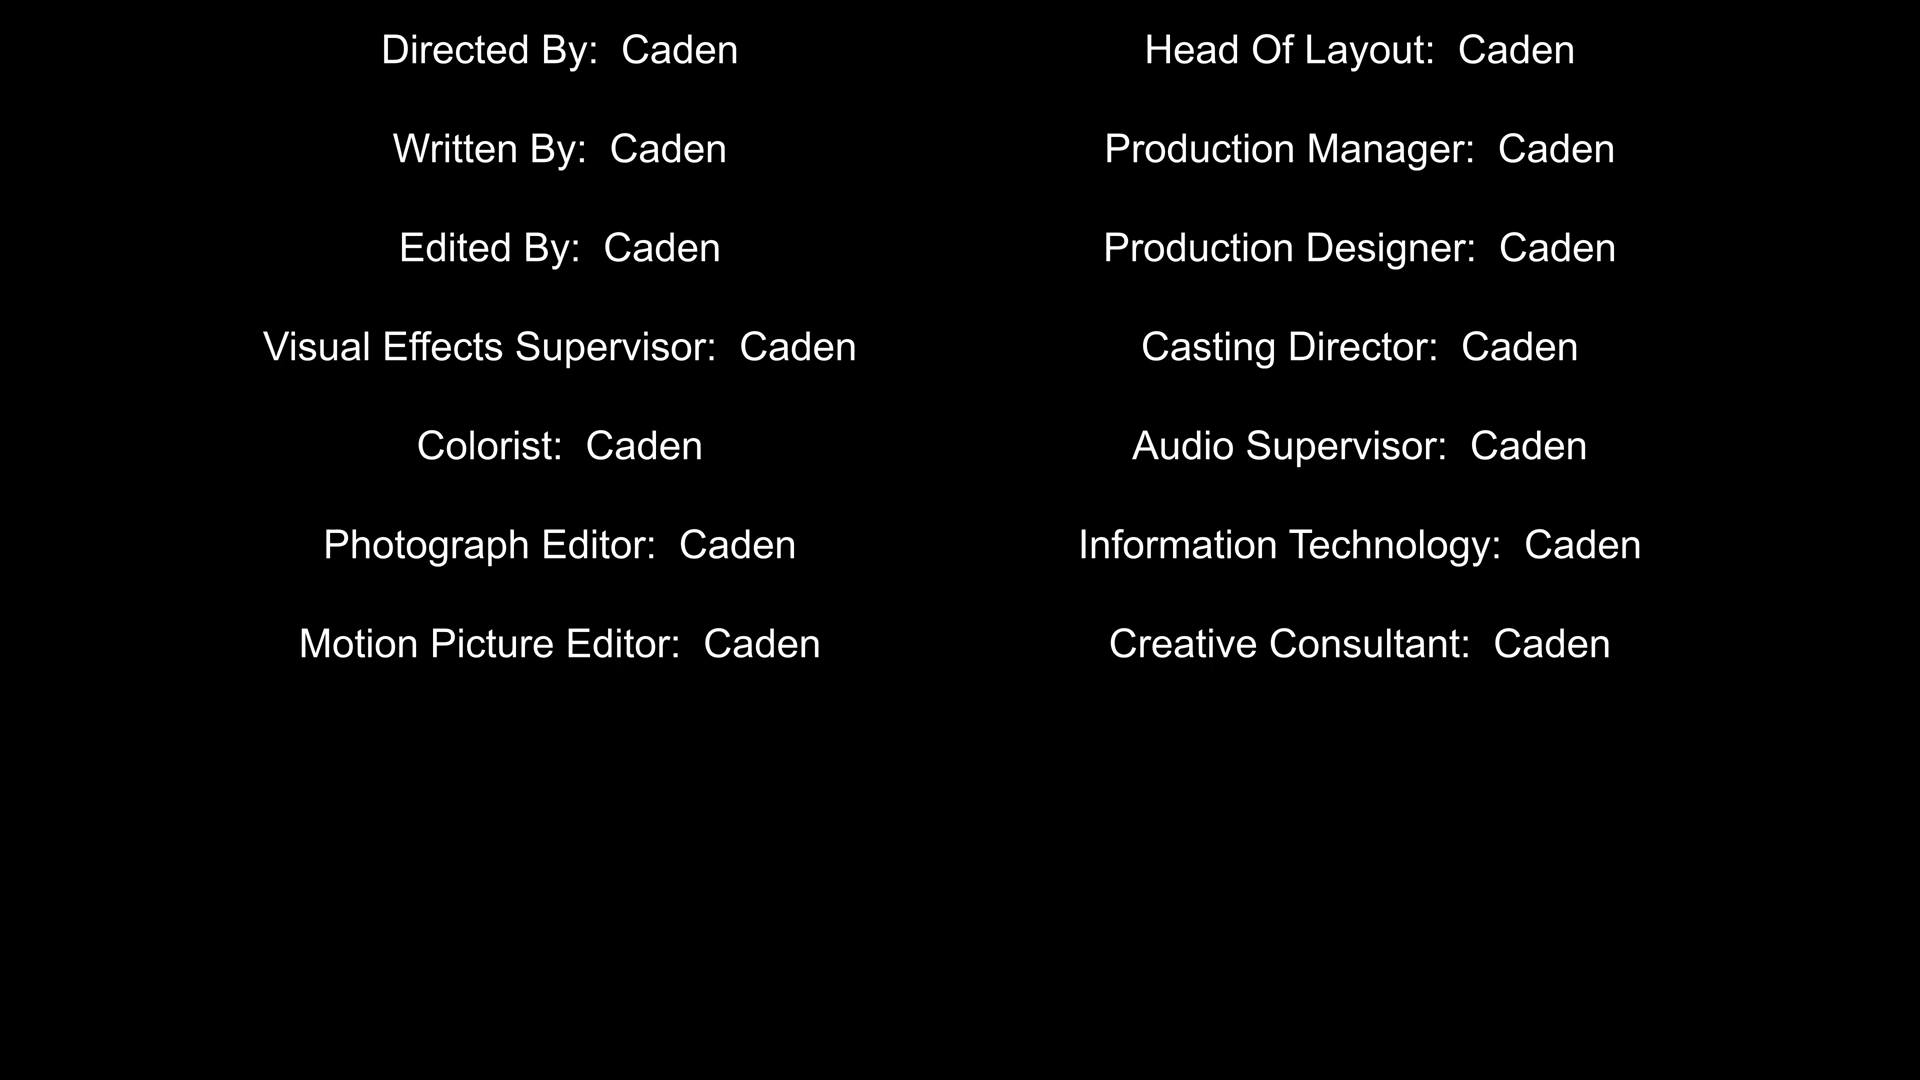 Directed By:  Caden
Written By:  Caden
Edited By:  Caden
Visual Effects Supervisor:  Caden
Colorist:  Caden
Photograph Editor:  Caden
Motion Picture Editor:  Caden
Head Of Layout:  Caden
Production Manager:  Caden
Production Designer:  Caden
Casting Director:  Caden
Audio Supervisor:  Caden
Information Technology:  Caden
Creative Consultant:  Caden